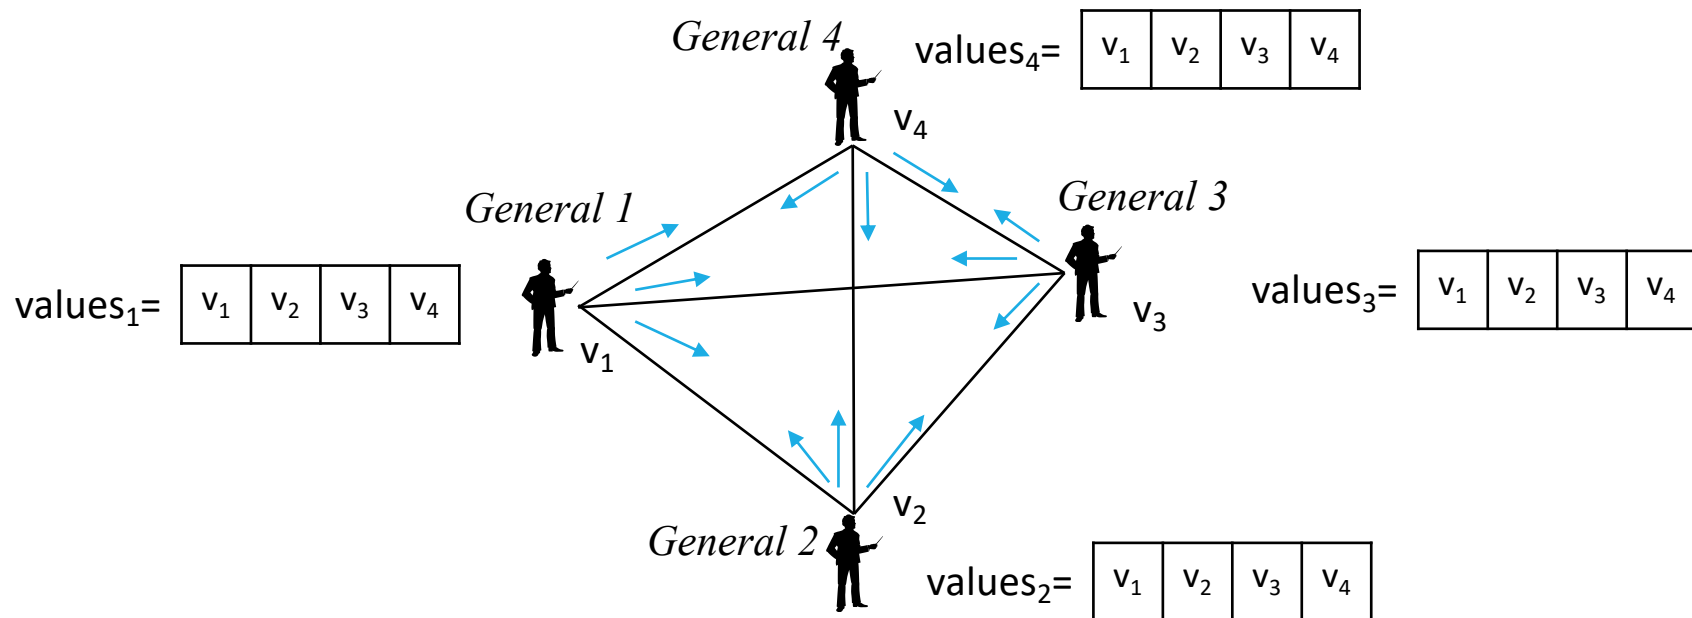 General 4
values₄= v₁ v₂ v₃ v₄
v₄
General 1
General 3
values₁= v₁ v₂ v₃ v₄
v₁
v₃
values₃= v₁ v₂ v₃ v₄
v₂
General 2
values₂= v₁ v₂ v₃ v₄